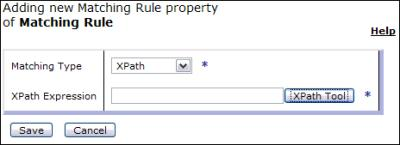 Adding new Matching Rule property
of Matching Rule
Help
Matching Type XPath *
XPath Expression XPath Tool *
Save Cancel